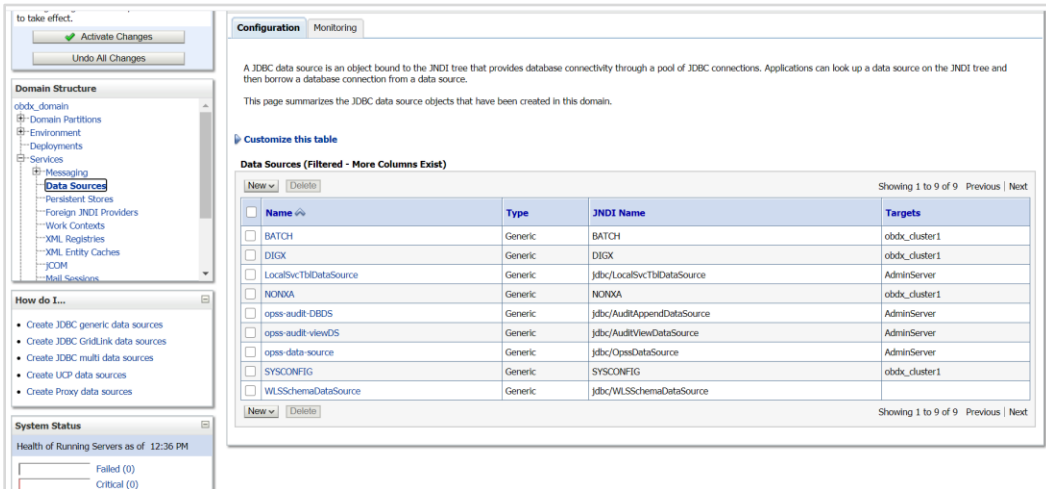 to take effect.
Activate Changes
Undo All Changes
Domain Structure
obdx_domain
Domain Partitions
Environment
Deployments
Services
Messaging
Data Sources
Persistent Stores
Foreign JNDI Providers
Work Contexts
XML Registries
XML Entity Caches
jCOM
Mail Sessions
How do I...
Create JDBC generic data sources
Create JDBC GridLink data sources
Create JDBC multi data sources
Create UCP data sources
Create Proxy data sources
System Status
Health of Running Servers as of 12:36 PM
Failed (0)
Critical (0)
Configuration Monitoring
A JDBC data source is an object bound to the JNDI tree that provides database connectivity through a pool of JDBC connections. Applications can look up a data source on the JNDI tree and
then borrow a database connection from a data source.
This page summarizes the JDBC data source objects that have been created in this domain.
Customize this table
Data Sources (Filtered - More Columns Exist)
New Delete Showing 1 to 9 of 9 Previous | Next
Name Type JNDI Name Targets
BATCH Generic BATCH obdx_cluster1
DIGX Generic DIGX obdx_cluster1
LocalSvcTblDataSource Generic jdbc/LocalSvcTblDataSource AdminServer
NONXA Generic NONXA obdx_cluster1
opss-audit-DBDS Generic jdbc/AuditAppendDataSource AdminServer
opss-audit-viewDS Generic jdbc/AuditViewDataSource AdminServer
opss-data-source Generic jdbc/OpssDataSource AdminServer
SYSCONFIG Generic SYSCONFIG obdx_cluster1
WLSSchemaDataSource Generic jdbc/WLSSchemaDataSource
New Delete Showing 1 to 9 of 9 Previous | Next